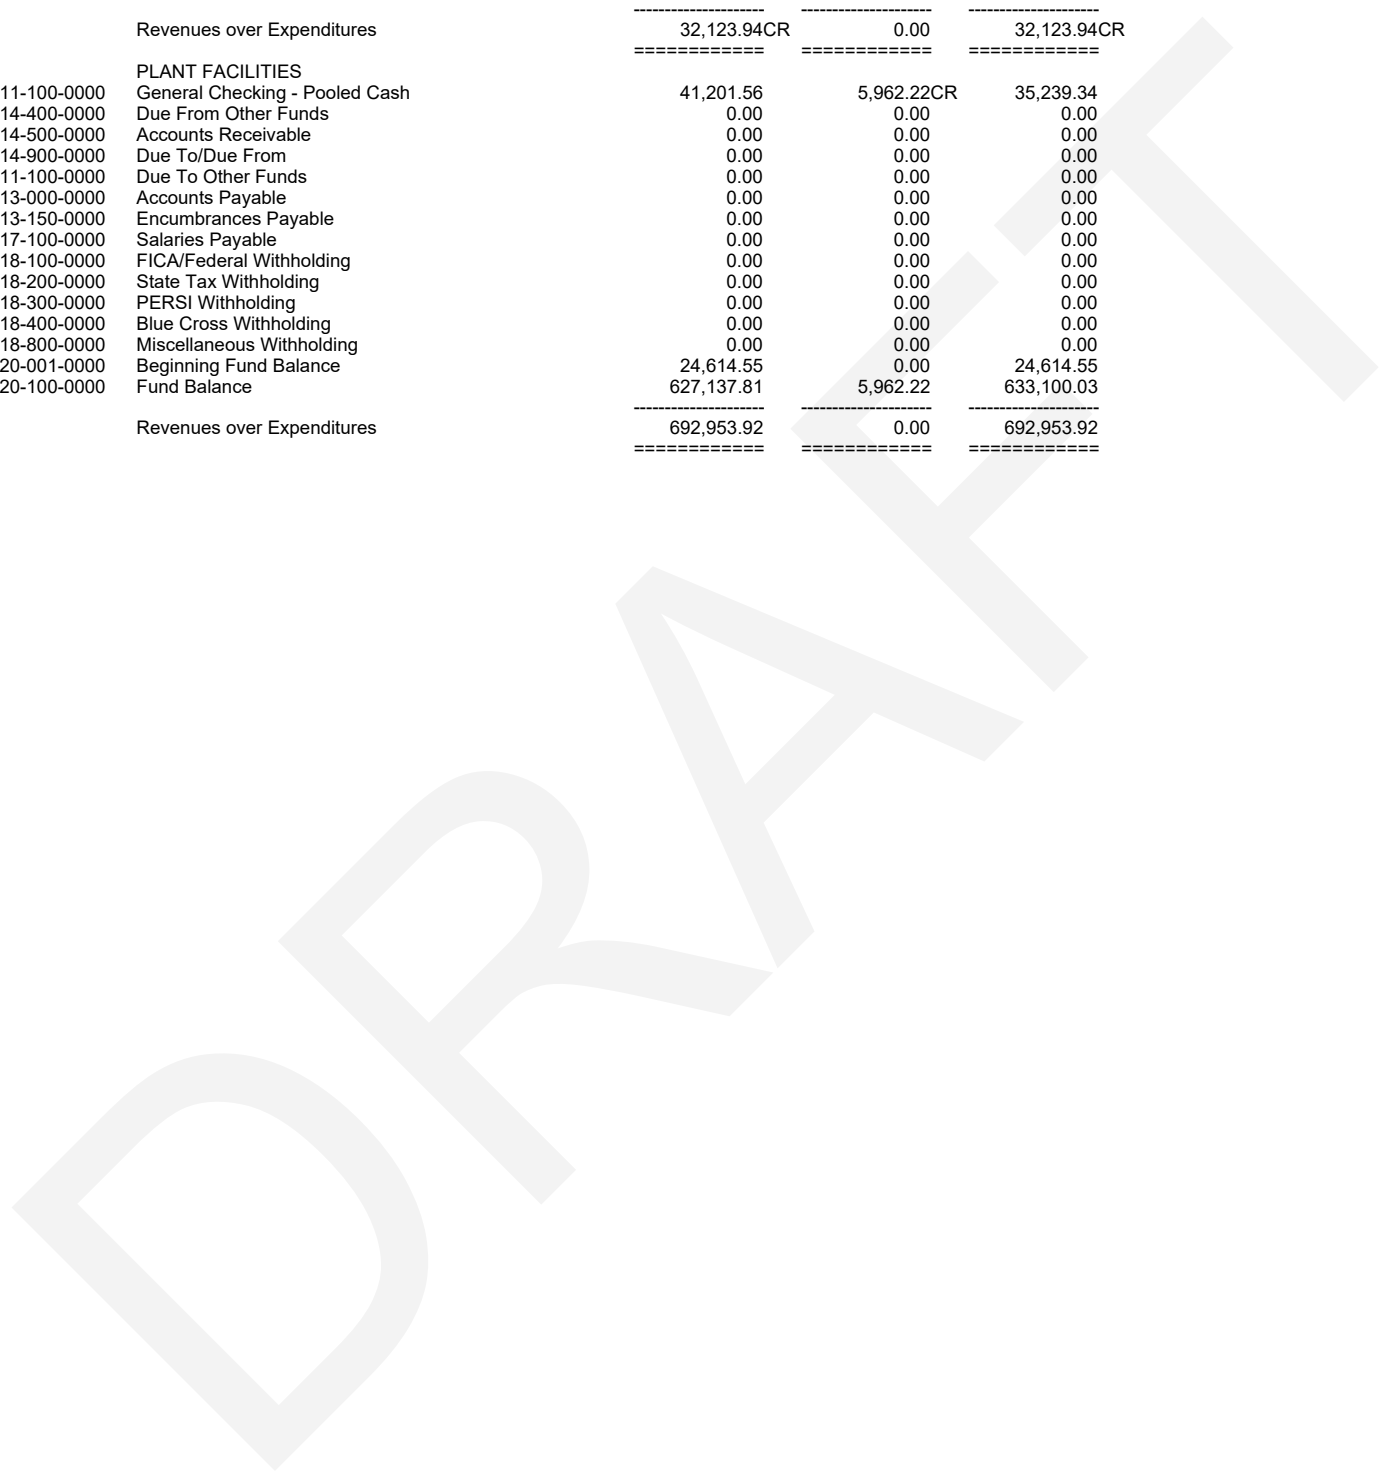 --------------------- --------------------- ---------------------
Revenues over Expenditures 32,123.94CR 0.00 32,123.94CR
============ ============ ============
PLANT FACILITIES
11-100-0000 General Checking - Pooled Cash 41,201.56 5,962.22CR 35,239.34
14-400-0000 Due From Other Funds 0.00 0.00 0.00
14-500-0000 Accounts Receivable 0.00 0.00 0.00
14-900-0000 Due To/Due From 0.00 0.00 0.00
11-100-0000 Due To Other Funds 0.00 0.00 0.00
13-000-0000 Accounts Payable 0.00 0.00 0.00
13-150-0000 Encumbrances Payable 0.00 0.00 0.00
17-100-0000 Salaries Payable 0.00 0.00 0.00
18-100-0000 FICA/Federal Withholding 0.00 0.00 0.00
18-200-0000 State Tax Withholding 0.00 0.00 0.00
18-300-0000 PERSI Withholding 0.00 0.00 0.00
18-400-0000 Blue Cross Withholding 0.00 0.00 0.00
18-800-0000 Miscellaneous Withholding 0.00 0.00 0.00
20-001-0000 Beginning Fund Balance 24,614.55 0.00 24,614.55
20-100-0000 Fund Balance 627,137.81 5,962.22 633,100.03
--------------------- --------------------- ---------------------
Revenues over Expenditures 692,953.92 0.00 692,953.92
============ ============ ============
DRAFT